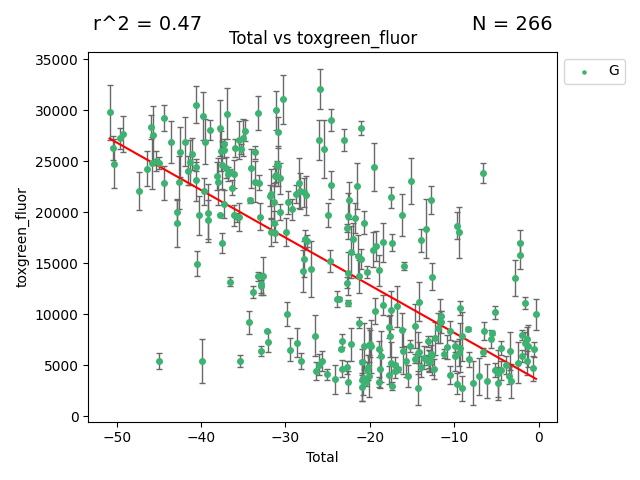 r^2 = 0.47
N = 266
Total vs toxgreen_fluor
G
35000
30000
25000
20000
15000
10000
5000
0
toxgreen_fluor
−50
−40
−30
−20
−10
0
Total